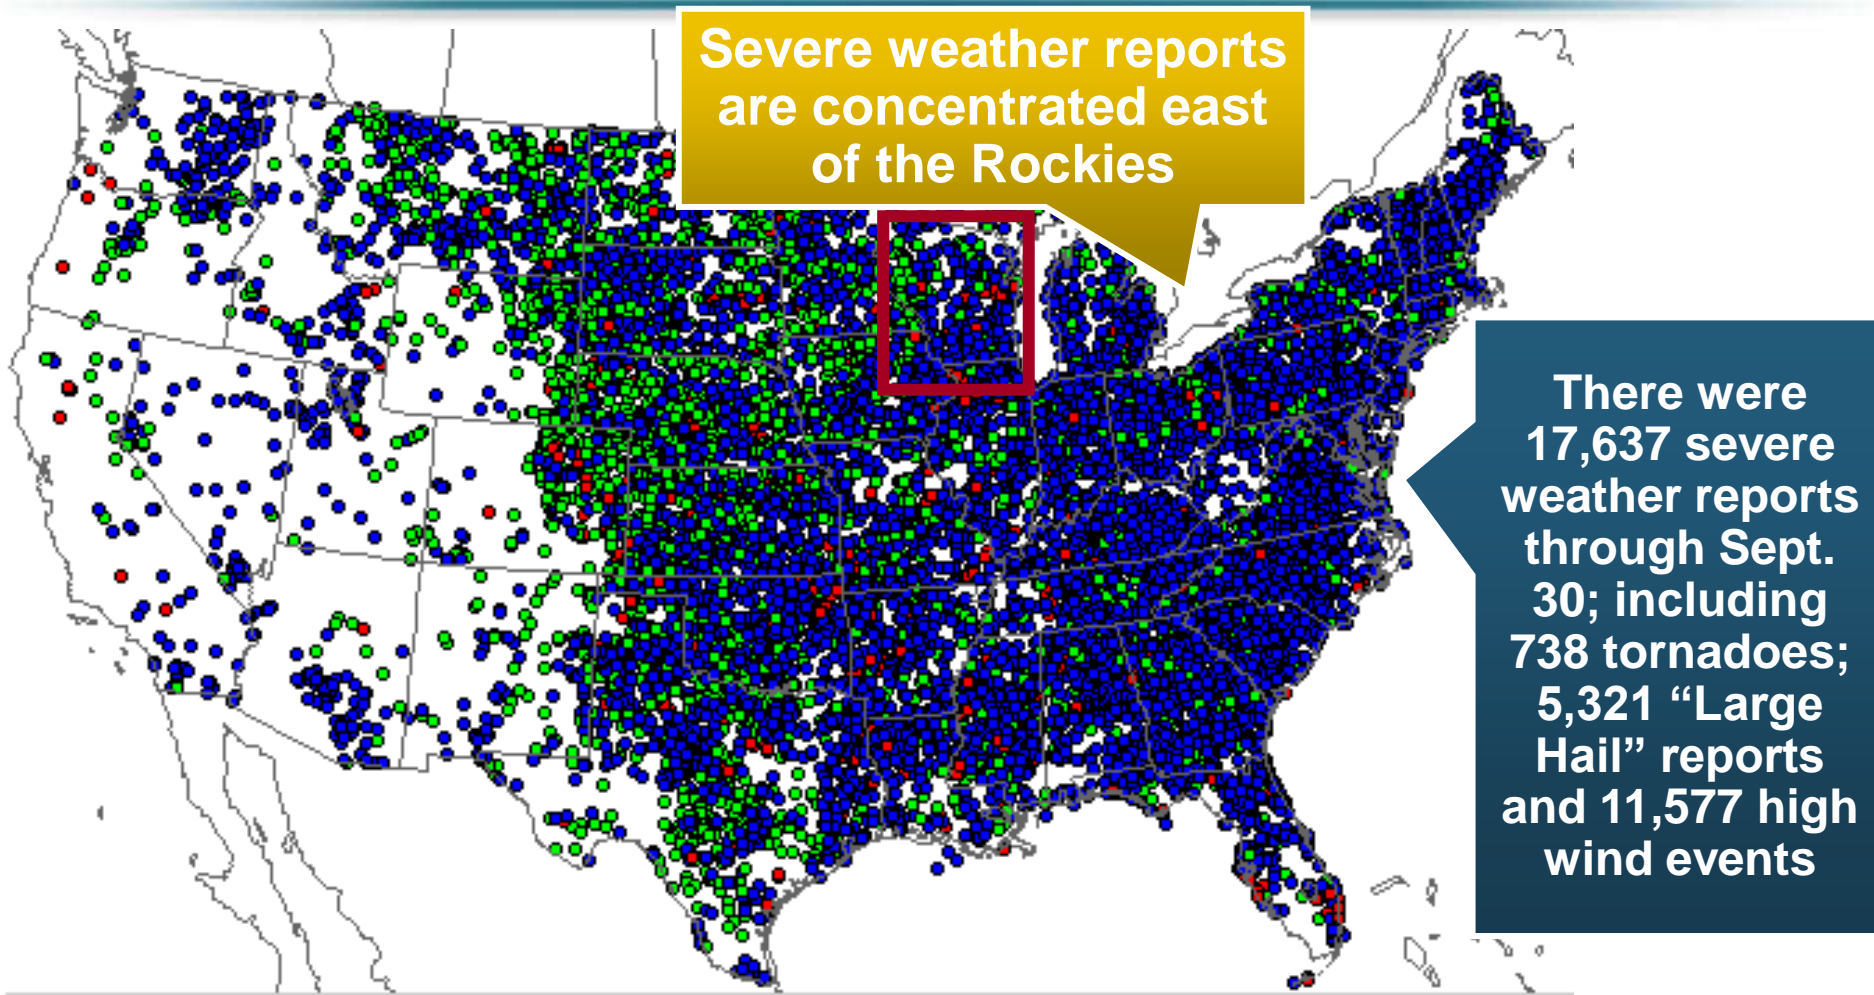 Severe weather reports
are concentrated east
of the Rockies
There were
17,637 severe
weather reports
through Sept.
30; including
738 tornadoes;
5,321 “Large
Hail” reports
and 11,577 high
wind events